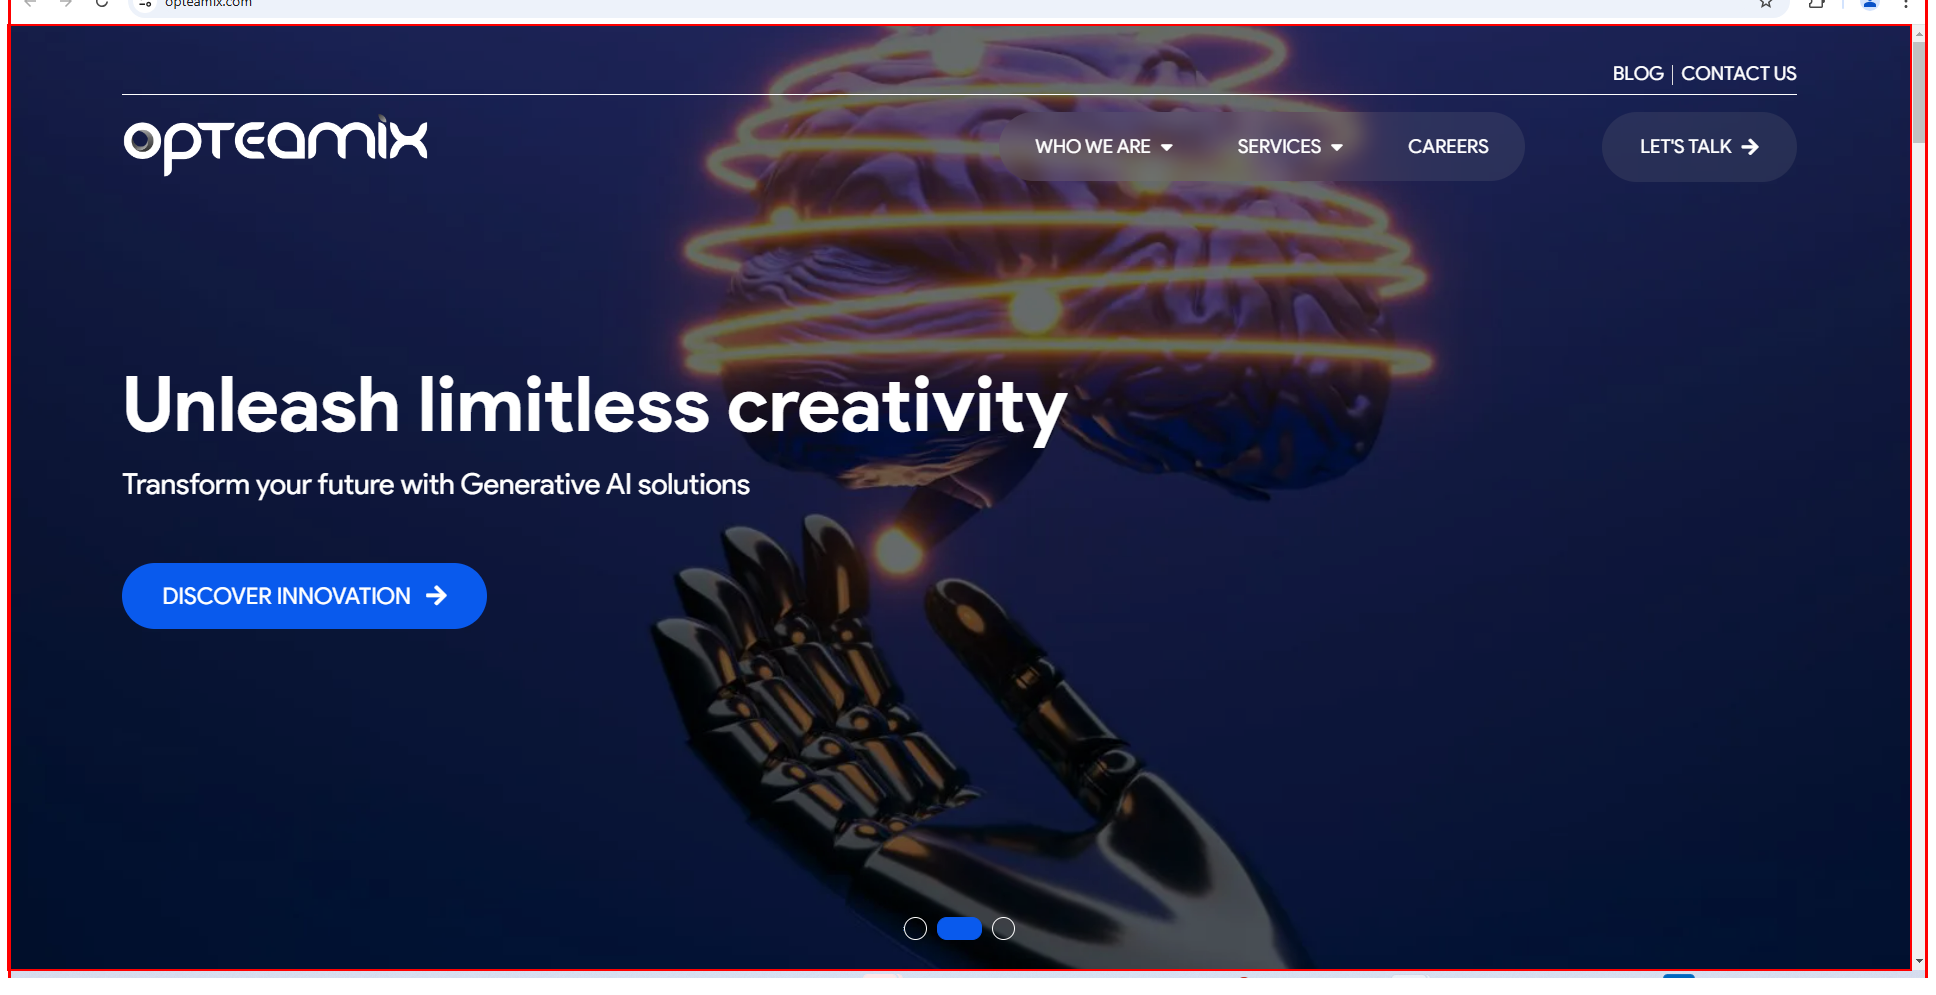 opteamix.com
BLOG | CONTACT US
opteamix
WHO WE ARE
SERVICES
CAREERS
LET'S TALK
Unleash limitless creativity
Transform your future with Generative AI solutions
DISCOVER INNOVATION